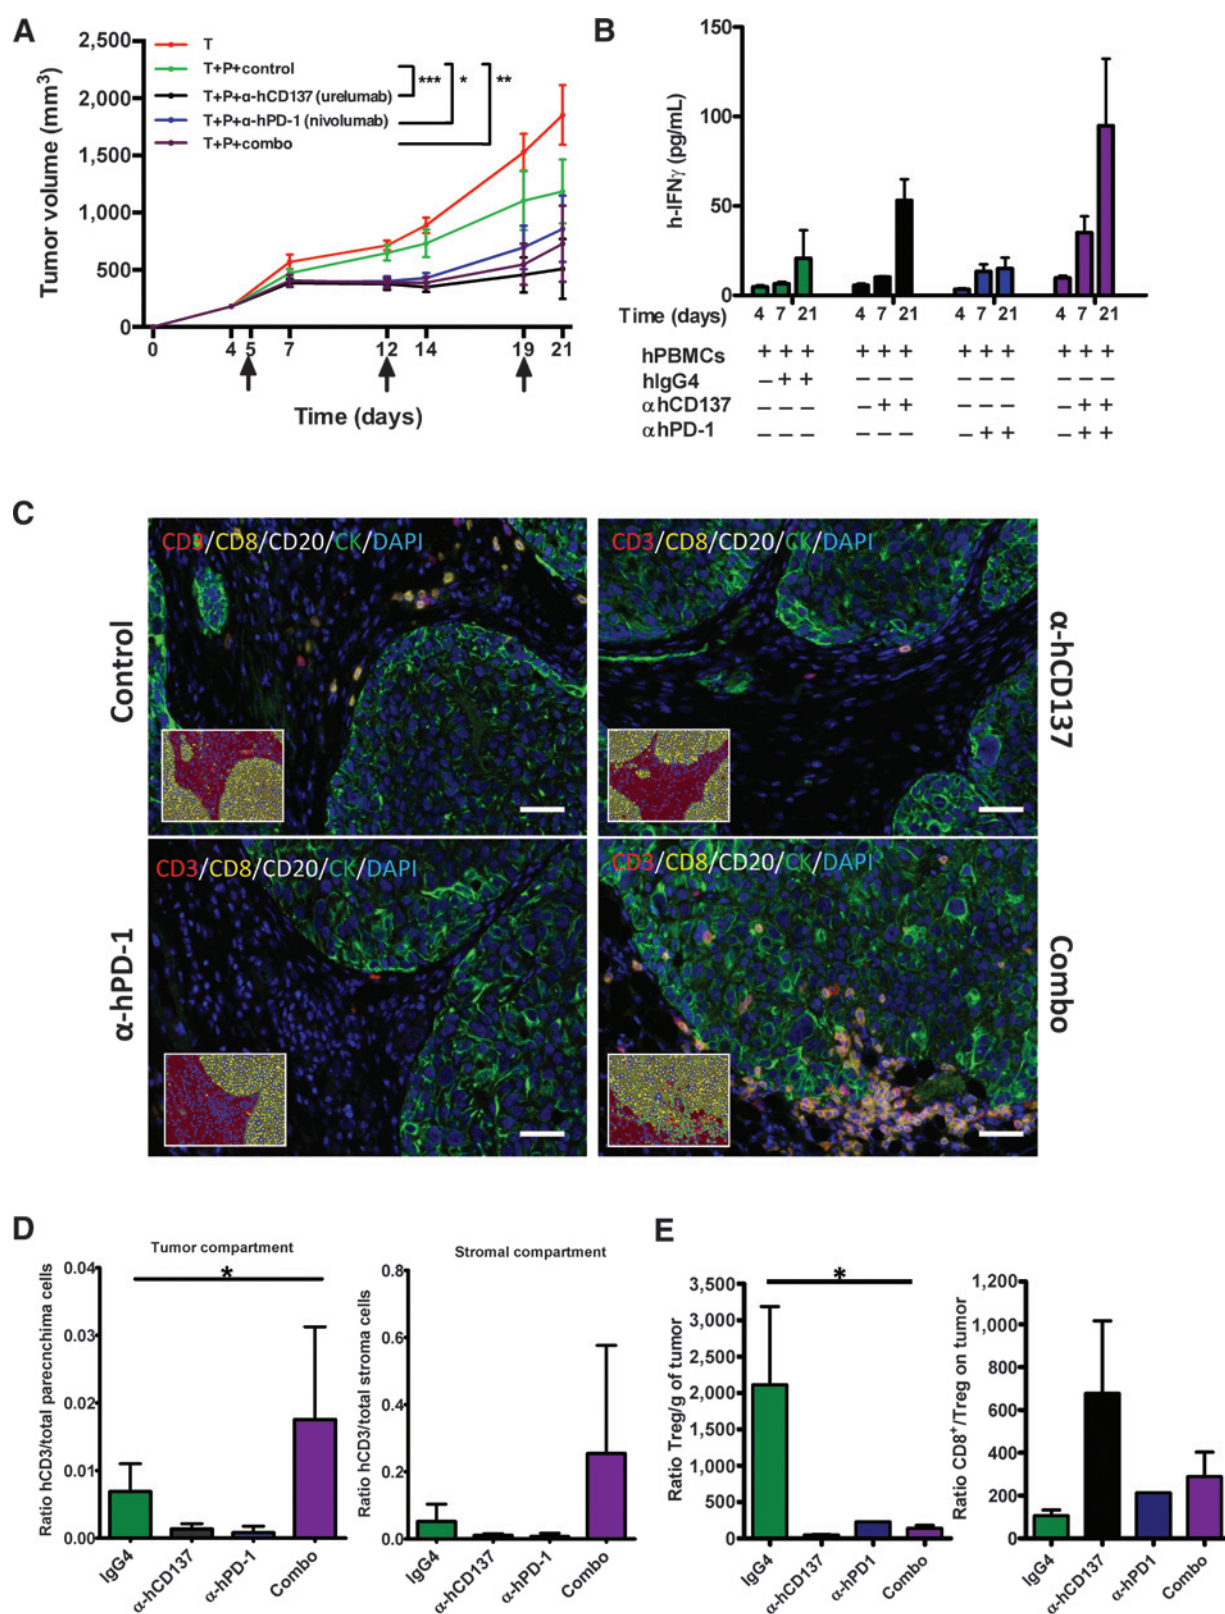 A
Tumor volume (mm³)
2,500
2,000
1,500
1,000
500
0
T
T+P+control
T+P+α-hCD137 (urelumab)
T+P+α-hPD-1 (nivolumab)
T+P+combo
*** * **
0 4 5 7 12 14 19 21
Time (days)
B
h-IFNγ (pg/mL)
150
100
50
0
Time (days) 4 7 21 4 7 21 4 7 21 4 7 21
hPBMCs + + + + + + + + + + + +
hIgG4 – + + – – – – – – – – –
αhCD137 – – – – + + – – – – + +
αhPD-1 – – – – – – – + + – + +
C
Control
CD3/CD8/CD20/CK/DAPI
CD3/CD8/CD20/CK/DAPI
α-hCD137
α-hPD-1
CD3/CD8/CD20/CK/DAPI
CD3/CD8/CD20/CK/DAPI
Combo
D
Tumor compartment
Ratio hCD3/total parecnchima cells
0.04
0.03
0.02
0.01
0.00
*
IgG4
α-hCD137
α-hPD-1
Combo
Stromal compartment
Ratio hCD3/total stroma cells
0.8
0.6
0.4
0.2
0.0
IgG4
α-hCD137
α-hPD-1
Combo
E
Ratio Treg/g of tumor
3,500
3,000
2,500
2,000
1,500
1,000
500
0
*
IgG4
α-hCD137
α-hPD1
Combo
Ratio CD8⁺/Treg on tumor
1,200
1,000
800
600
400
200
0
IgG4
α-hCD137
α-hPD1
Combo